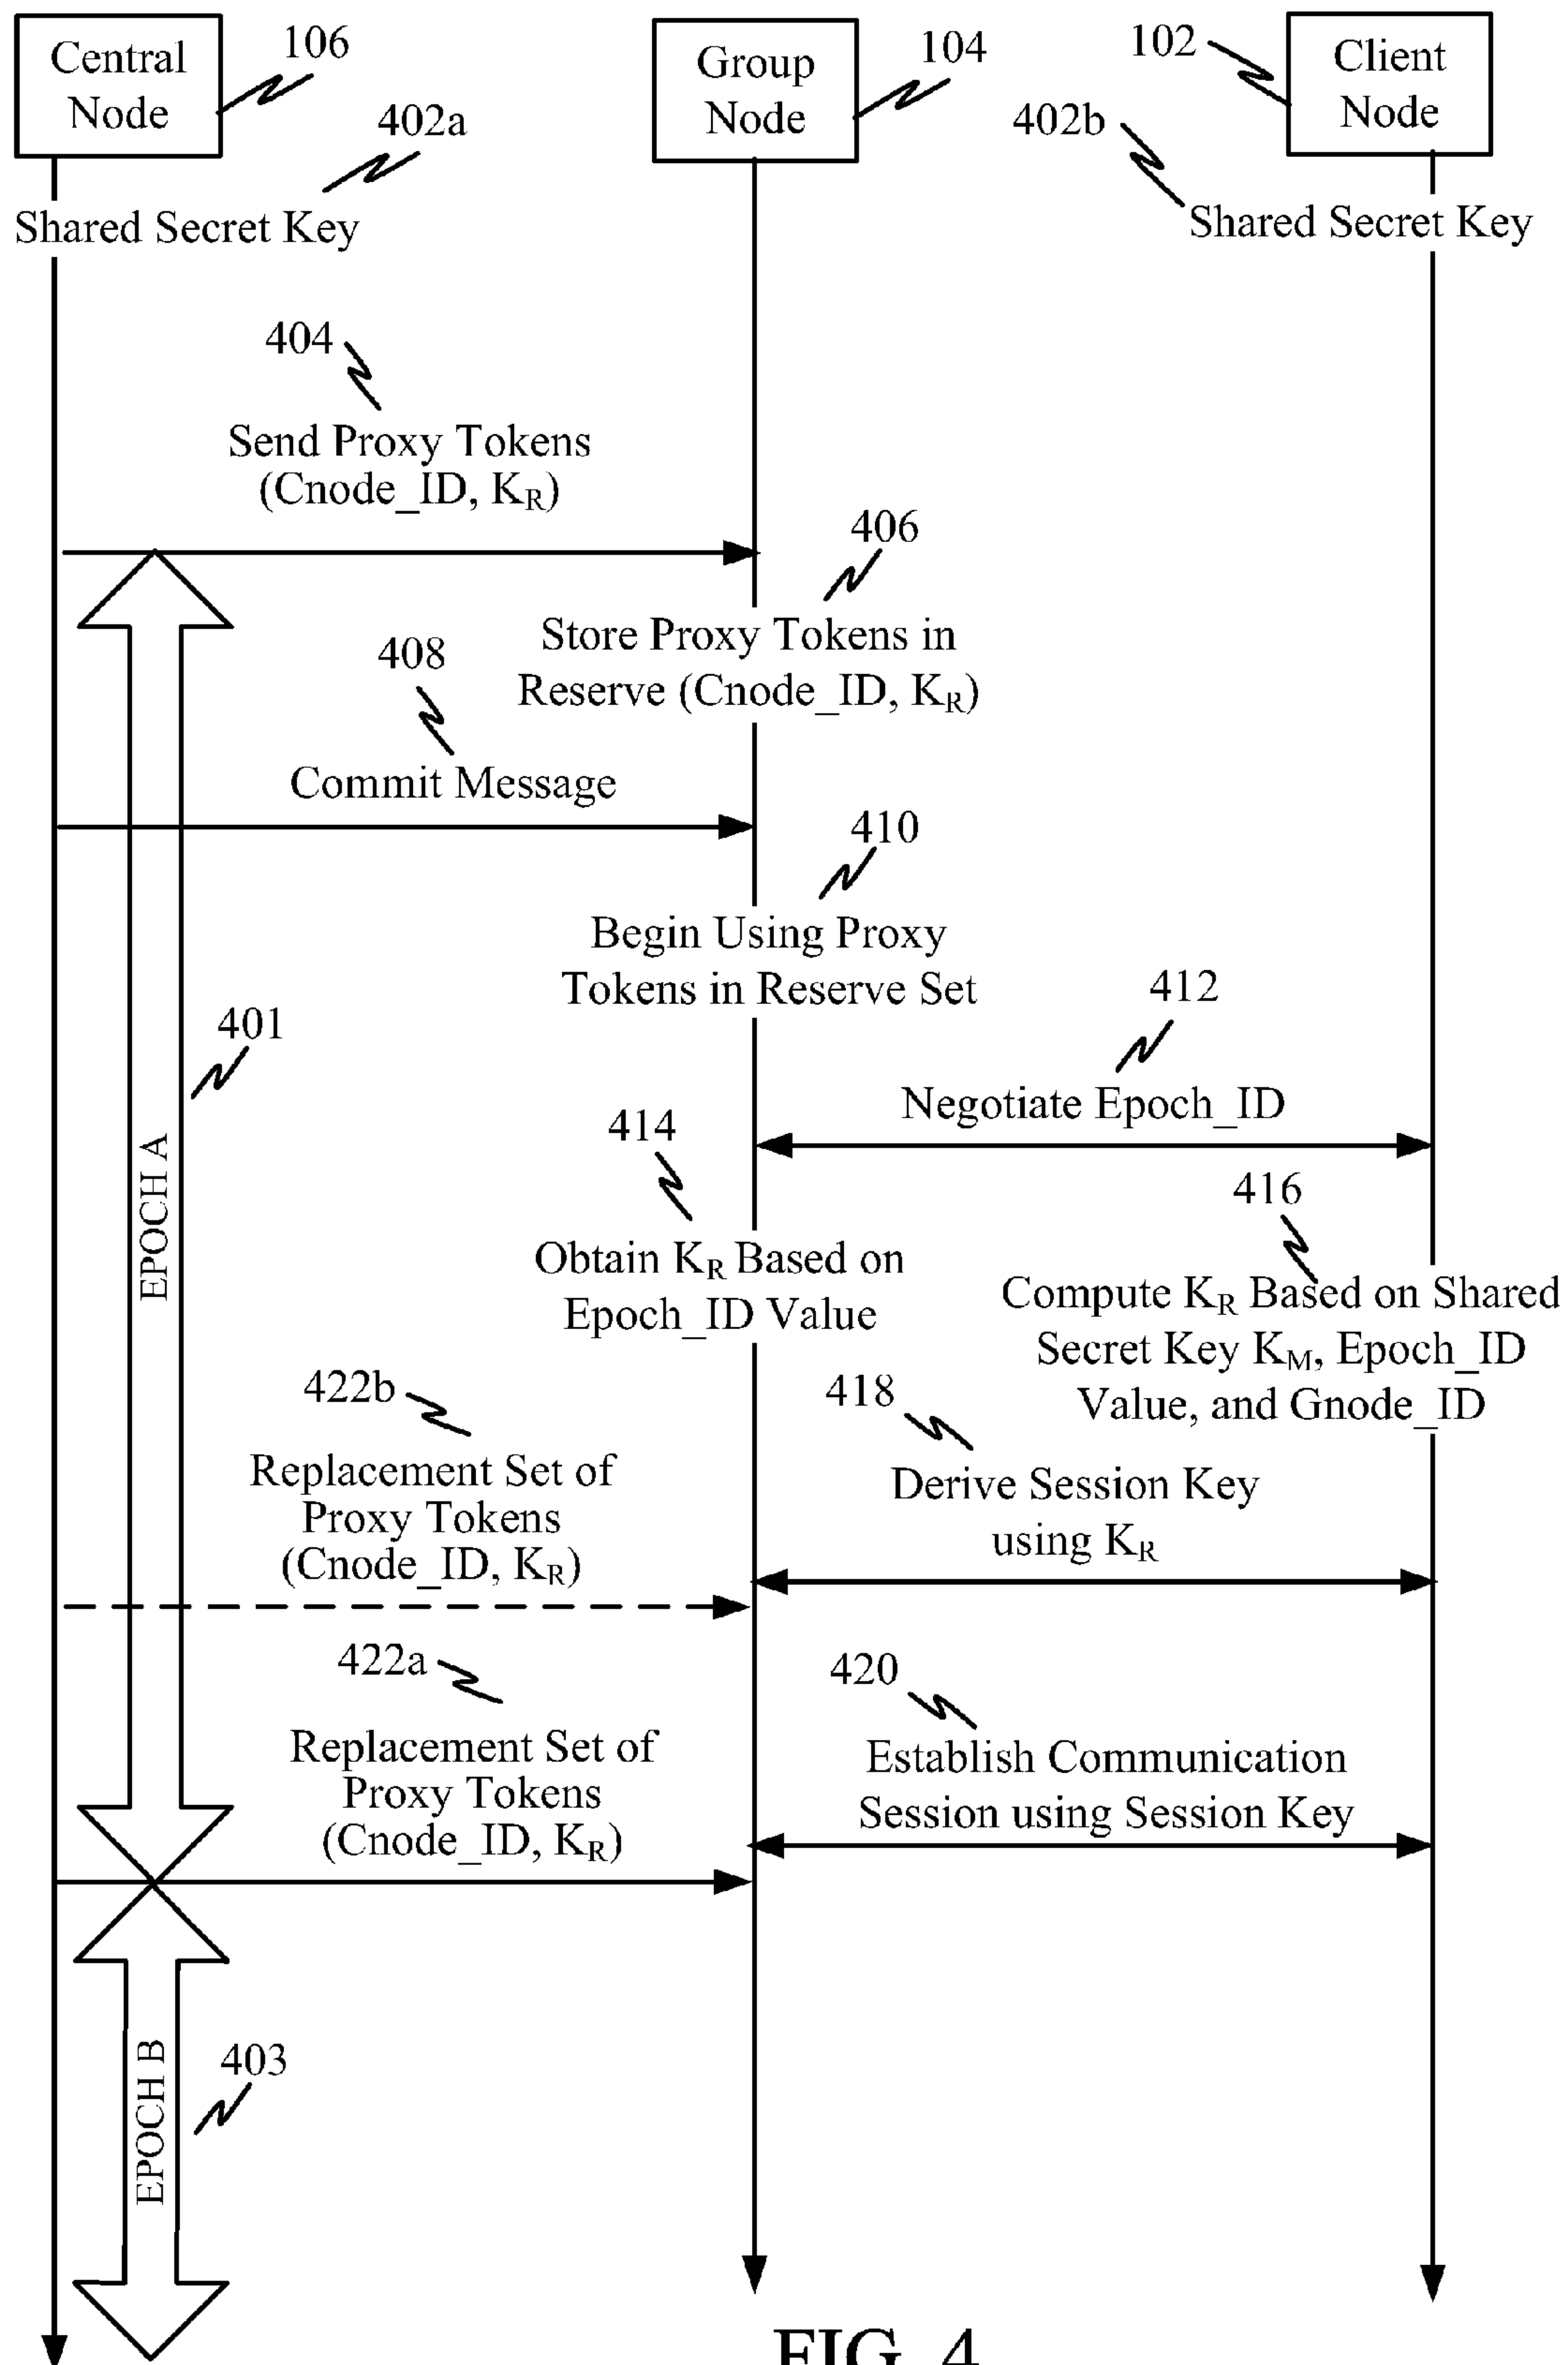 Central
Node
106
Group
Node
104
102
Client
Node
402a
402b
Shared Secret Key
Shared Secret Key
404
Send Proxy Tokens
(Cnode_ID, KR)
406
Store Proxy Tokens in
Reserve (Cnode_ID, KR)
408
Commit Message
410
Begin Using Proxy
Tokens in Reserve Set
401
412
Negotiate Epoch_ID
EPOCH A
414
Obtain KR Based on
Epoch_ID Value
416
Compute KR Based on Shared
Secret Key KM, Epoch_ID
Value, and Gnode_ID
422b
Replacement Set of
Proxy Tokens
(Cnode_ID, KR)
418
Derive Session Key
using KR
422a
Replacement Set of
Proxy Tokens
(Cnode_ID, KR)
420
Establish Communication
Session using Session Key
EPOCH B
403
FIG. 4